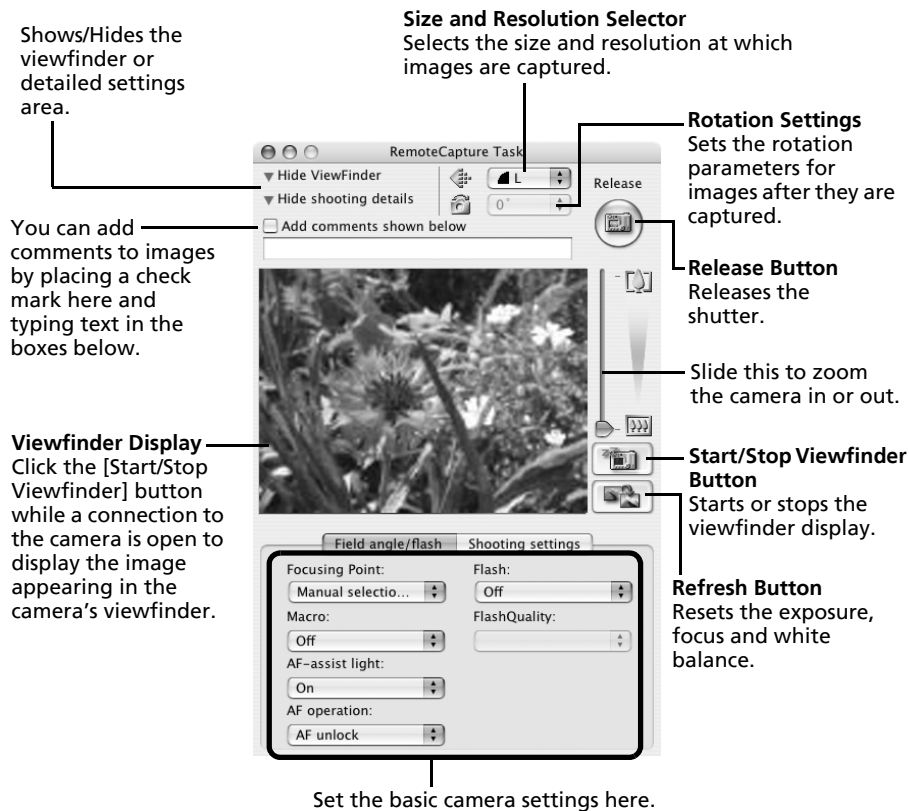 Shows/Hides the
viewfinder or
detailed settings
area.
Size and Resolution Selector
Selects the size and resolution at which
images are captured.
Rotation Settings
Sets the rotation
parameters for
images after they are
captured.
RemoteCapture Task
Hide ViewFinder
L
Release
Hide shooting details
0°
Add comments shown below
You can add
comments to images
by placing a check
mark here and
typing text in the
boxes below.
Release Button
Releases the
shutter.
Slide this to zoom
the camera in or out.
Viewfinder Display
Click the [Start/Stop
Viewfinder] button
while a connection to
the camera is open to
display the image
appearing in the
camera's viewfinder.
Start/Stop Viewfinder
Button
Starts or stops the
viewfinder display.
Refresh Button
Resets the exposure,
focus and white
balance.
Field angle/flash
Shooting settings
Focusing Point:
Manual selectio...
Macro:
Off
AF-assist light:
On
AF operation:
AF unlock
Flash:
Off
FlashQuality:
Set the basic camera settings here.